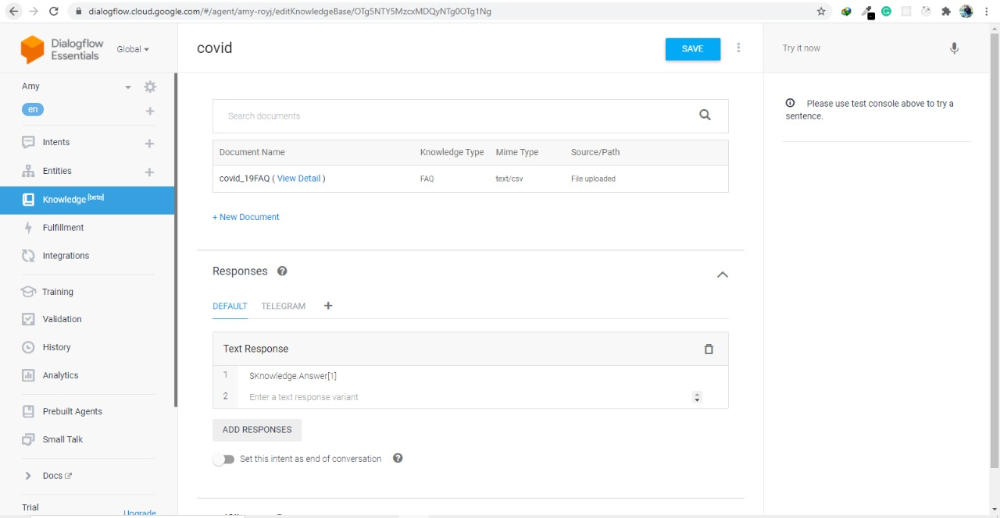 dialogflow.cloud.google.com/#/agent/amy-royj/editKnowledgeBase/OTg5NTY5MzcxMDQyNTg0OTg1Ng
Dialogflow
Essentials
Global
Amy
en
Intents
Entities
Knowledge [beta]
Fulfillment
Integrations
Training
Validation
History
Analytics
Prebuilt Agents
Small Talk
Docs
Trial
Upgrade
covid
SAVE
Search documents
Document Name Knowledge Type Mime Type Source/Path
covid_19FAQ ( View Detail ) FAQ text/csv File uploaded
+ New Document
Responses
DEFAULT TELEGRAM
Text Response
1 $Knowledge.Answer[1]
2 Enter a text response variant
ADD RESPONSES
Set this intent as end of conversation
Try it now
Please use test console above to try a
sentence.